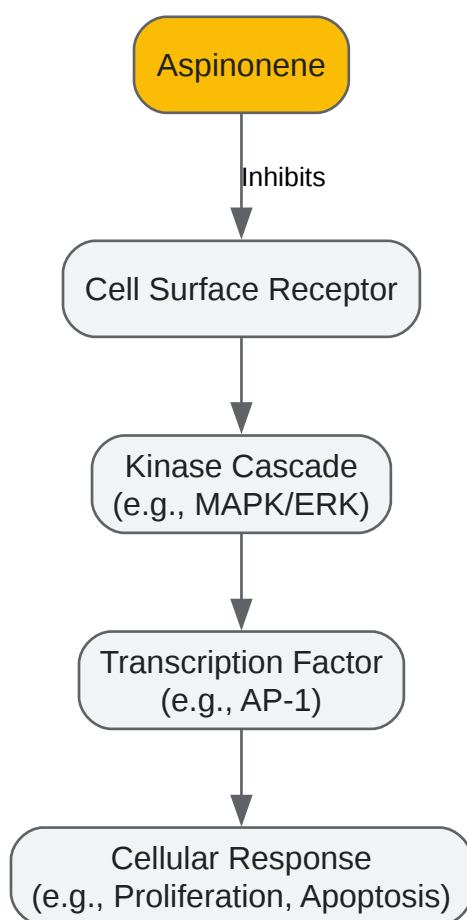 Aspinonene
Inhibits
Cell Surface Receptor
Kinase Cascade
(e.g., MAPK/ERK)
Transcription Factor
(e.g., AP-1)
Cellular Response
(e.g., Proliferation, Apoptosis)